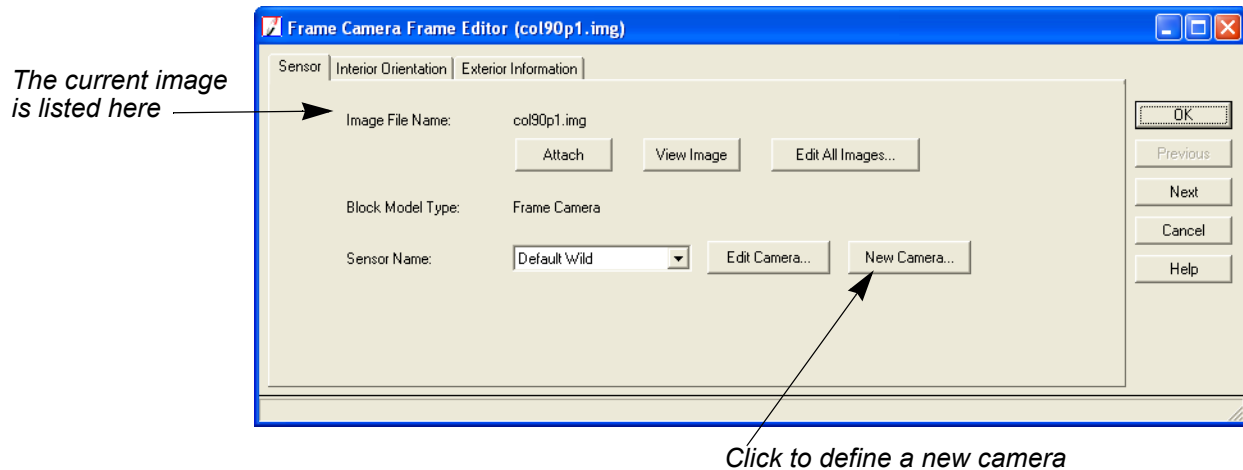 Frame Camera Frame Editor (col90p1.img)
Sensor Interior Orientation Exterior Information
The current image
is listed here
Image File Name: col90p1.img
OK
Attach View Image Edit All Images...
Previous
Next
Block Model Type: Frame Camera
Cancel
Sensor Name: Default Wild Edit Camera... New Camera...
Help
Click to define a new camera